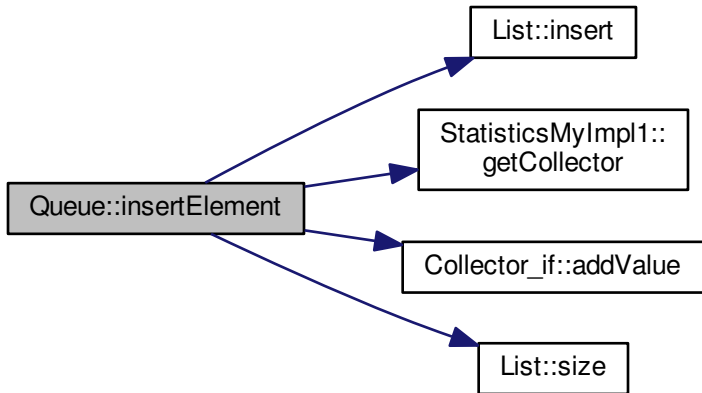 List::insert
StatisticsMyImpl1::
getCollector
Queue::insertElement
Collector_if::addValue
List::size